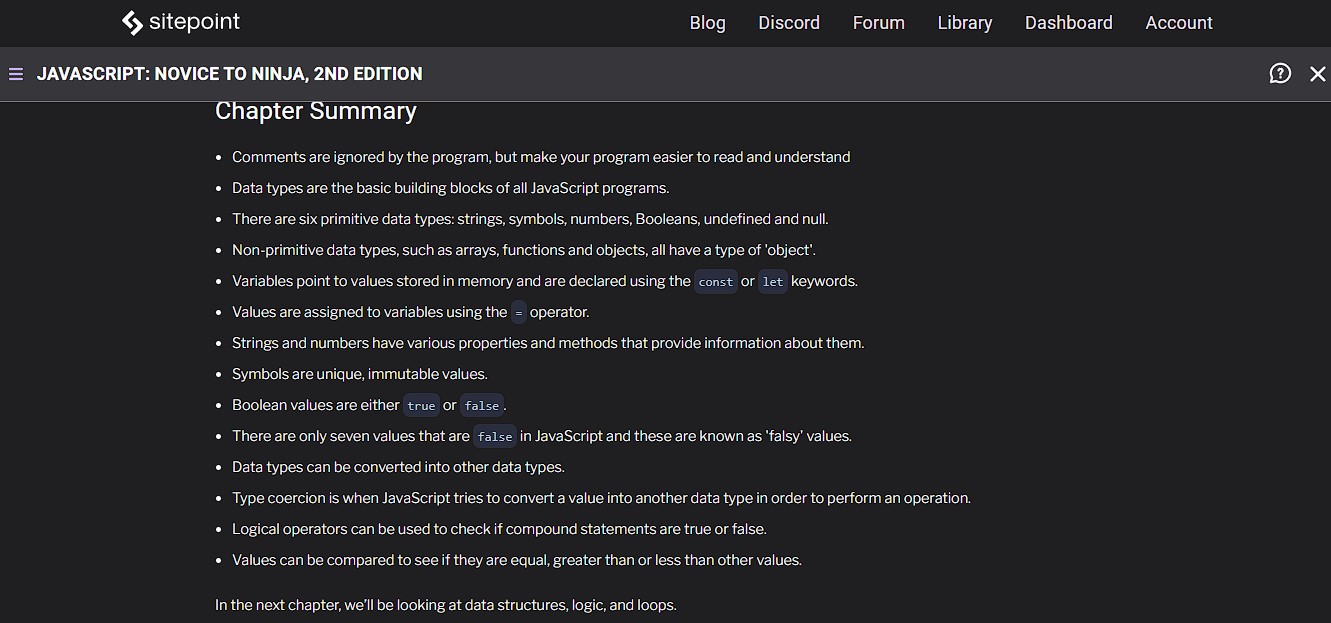 sitepoint
Blog Discord Forum Library Dashboard Account
JAVASCRIPT: NOVICE TO NINJA, 2ND EDITION
Chapter Summary
• Comments are ignored by the program, but make your program easier to read and understand
• Data types are the basic building blocks of all JavaScript programs.
• There are six primitive data types: strings, symbols, numbers, Booleans, undefined and null.
• Non-primitive data types, such as arrays, functions and objects, all have a type of 'object'.
• Variables point to values stored in memory and are declared using the const or let keywords.
• Values are assigned to variables using the = operator.
• Strings and numbers have various properties and methods that provide information about them.
• Symbols are unique, immutable values.
• Boolean values are either true or false.
• There are only seven values that are false in JavaScript and these are known as 'falsy' values.
• Data types can be converted into other data types.
• Type coercion is when JavaScript tries to convert a value into another data type in order to perform an operation.
• Logical operators can be used to check if compound statements are true or false.
• Values can be compared to see if they are equal, greater than or less than other values.
In the next chapter, we'll be looking at data structures, logic, and loops.